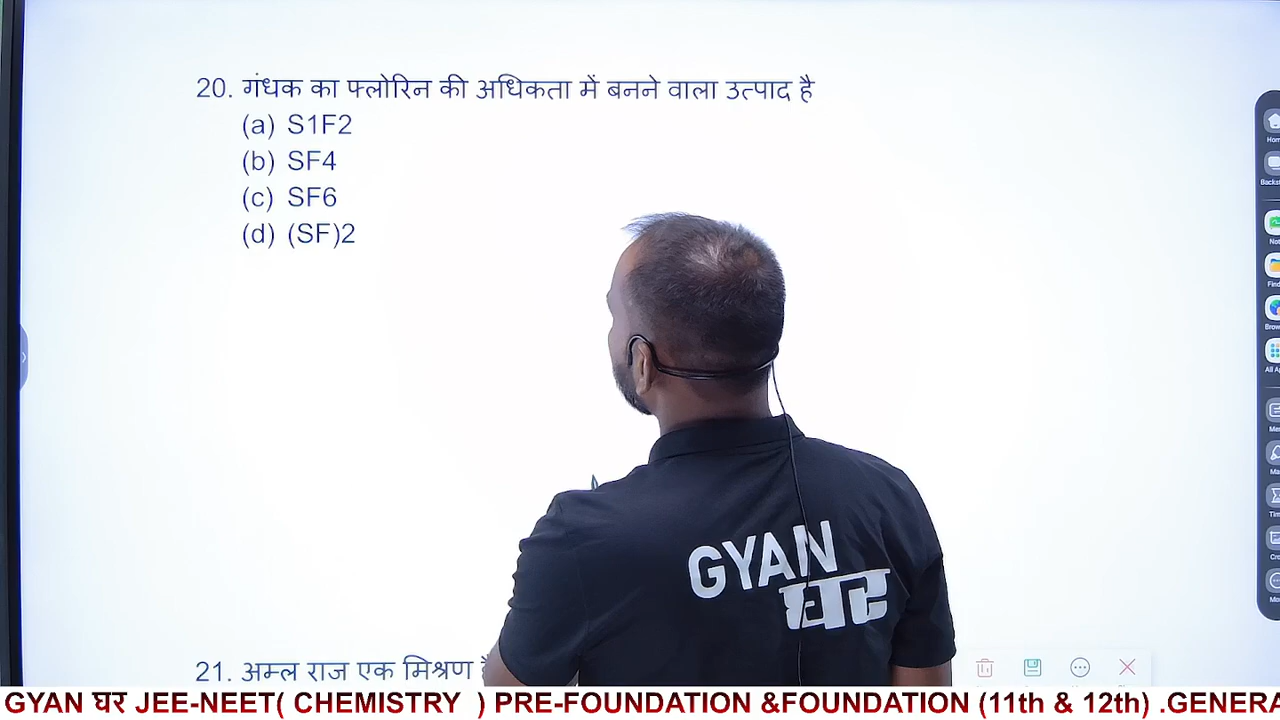 20. गंधक का फ्लोरिन की अधिकता में बनने वाला उत्पाद है
(a) S1F2
(b) SF4
(c) SF6
(d) (SF)2
GYAN
घर
21. अम्ल राज एक मिश्रण
GYAN घर JEE-NEET( CHEMISTRY ) PRE-FOUNDATION &FOUNDATION (11th & 12th) .GENERA